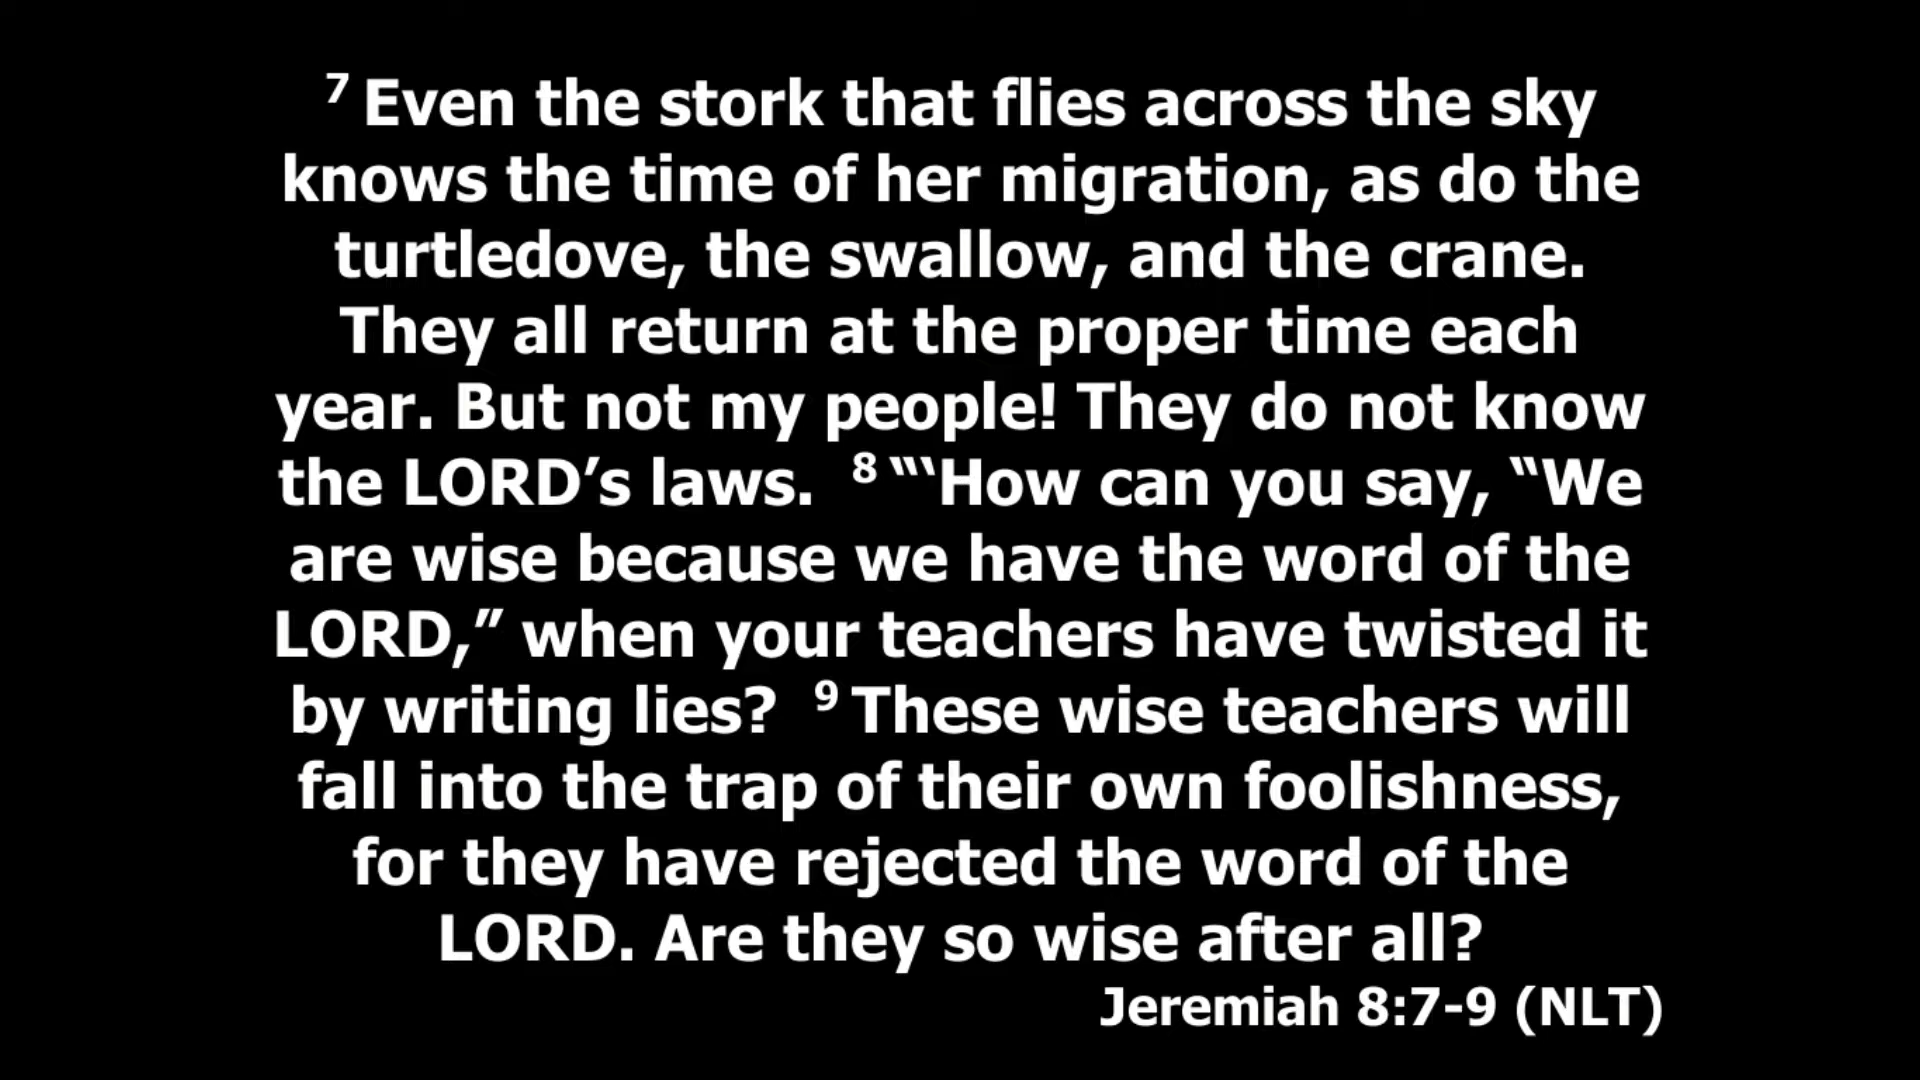 7 Even the stork that flies across the sky
knows the time of her migration, as do the
turtledove, the swallow, and the crane.
They all return at the proper time each
year. But not my people! They do not know
the LORD’s laws.  8 “‘How can you say, “We
are wise because we have the word of the
LORD,” when your teachers have twisted it
by writing lies?  9 These wise teachers will
fall into the trap of their own foolishness,
for they have rejected the word of the
LORD. Are they so wise after all?
Jeremiah 8:7-9 (NLT)